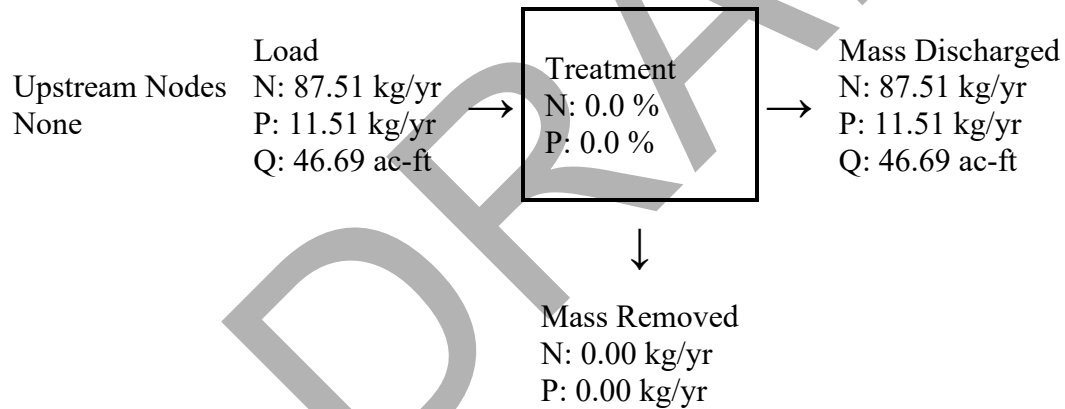 Upstream Nodes
None
Load
N: 87.51 kg/yr
P: 11.51 kg/yr
Q: 46.69 ac-ft
→
Treatment
N: 0.0 %
P: 0.0 %
→
Mass Discharged
N: 87.51 kg/yr
P: 11.51 kg/yr
Q: 46.69 ac-ft
↓
Mass Removed
N: 0.00 kg/yr
P: 0.00 kg/yr